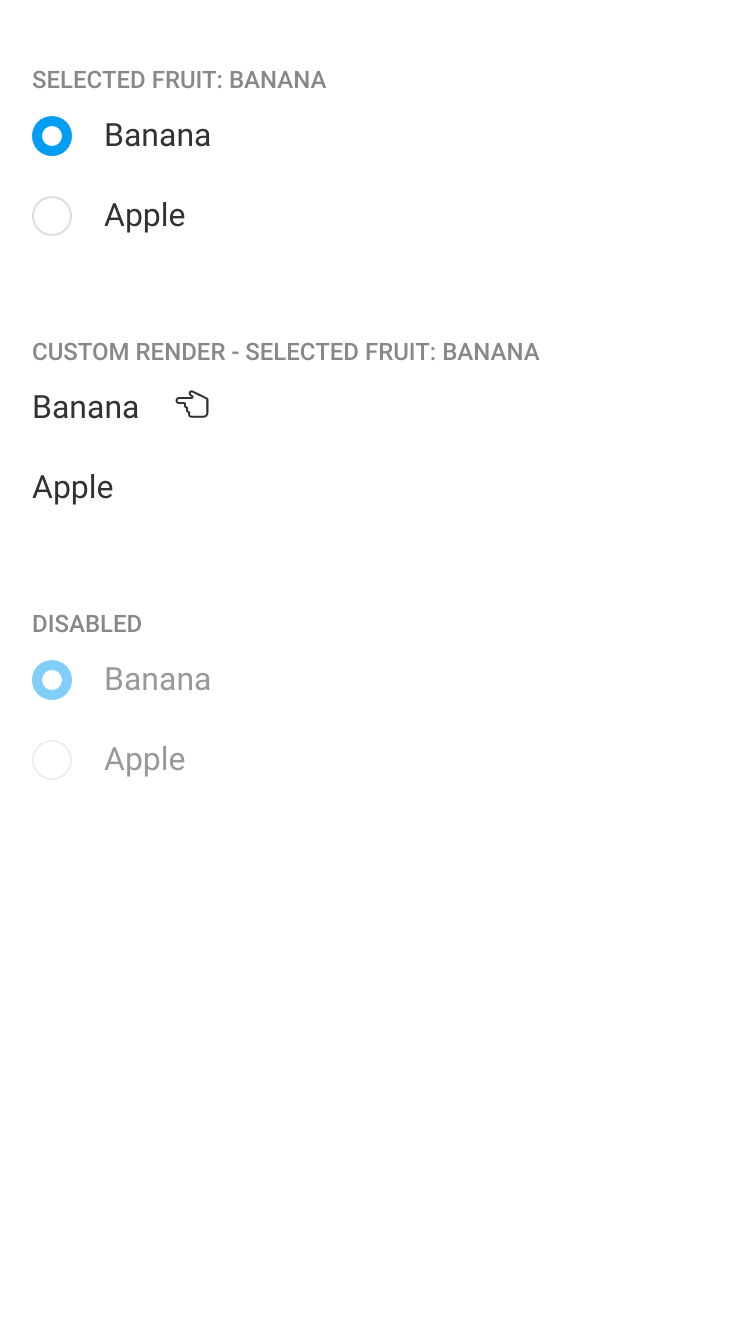 SELECTED FRUIT: BANANA
Banana
Apple
CUSTOM RENDER - SELECTED FRUIT: BANANA
Banana
Apple
DISABLED
Banana
Apple